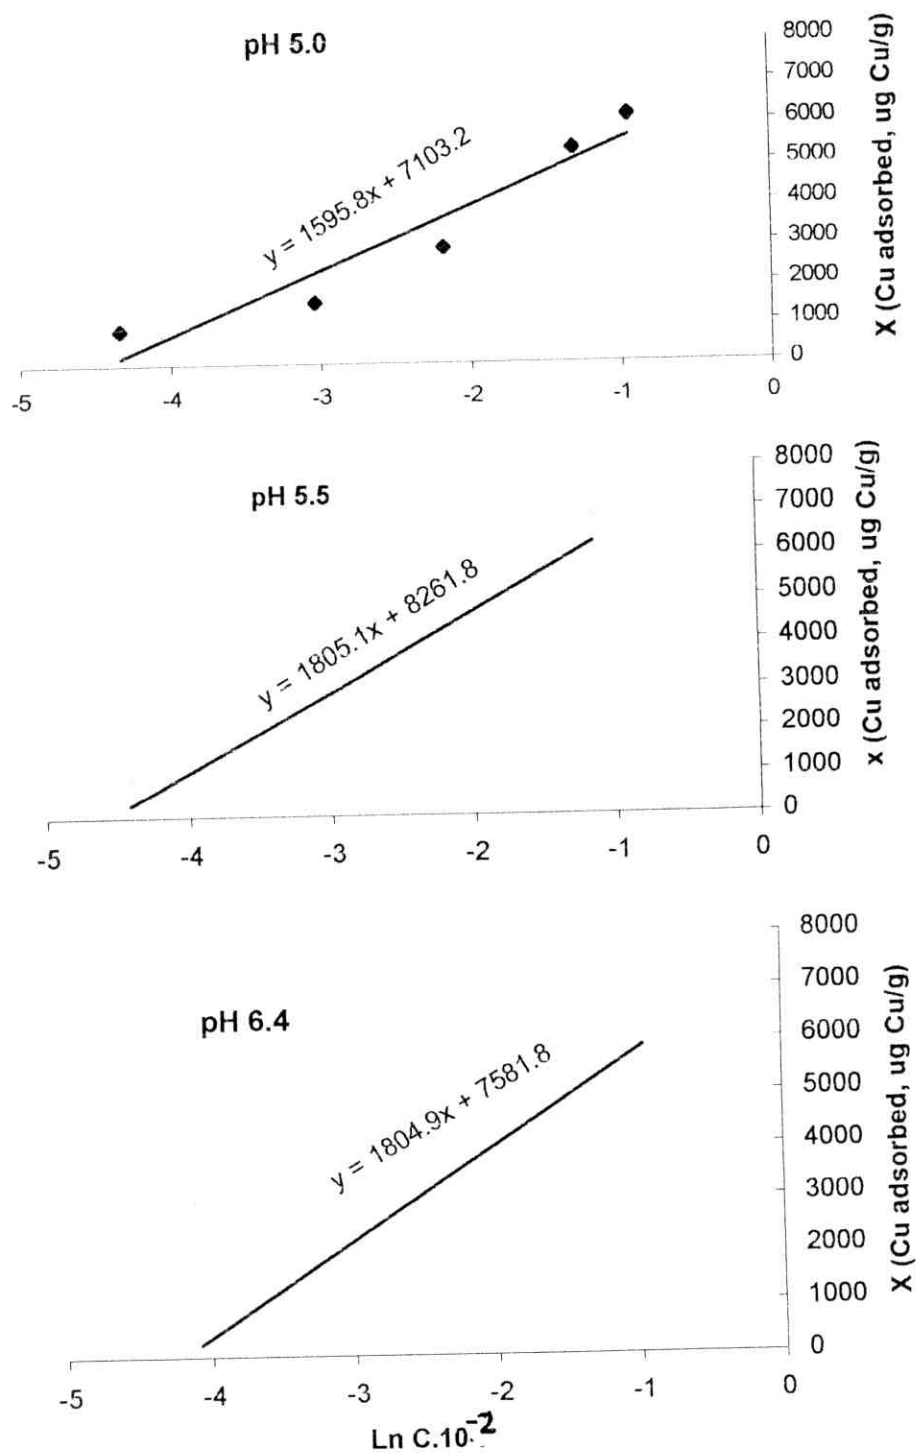 pH 5.0
y = 1595.8x + 7103.2
8000
7000
6000
5000
4000
3000
2000
1000
0
X (Cu adsorbed, ug Cu/g)
-5 -4 -3 -2 -1 0
pH 5.5
y = 1805.1x + 8261.8
8000
7000
6000
5000
4000
3000
2000
1000
0
x (Cu adsorbed, ug Cu/g)
-5 -4 -3 -2 -1 0
pH 6.4
y = 1804.9x + 7581.8
8000
7000
6000
5000
4000
3000
2000
1000
0
X (Cu adsorbed, ug Cu/g)
-5 -4 -3 -2 -1 0
Ln C.10.-2